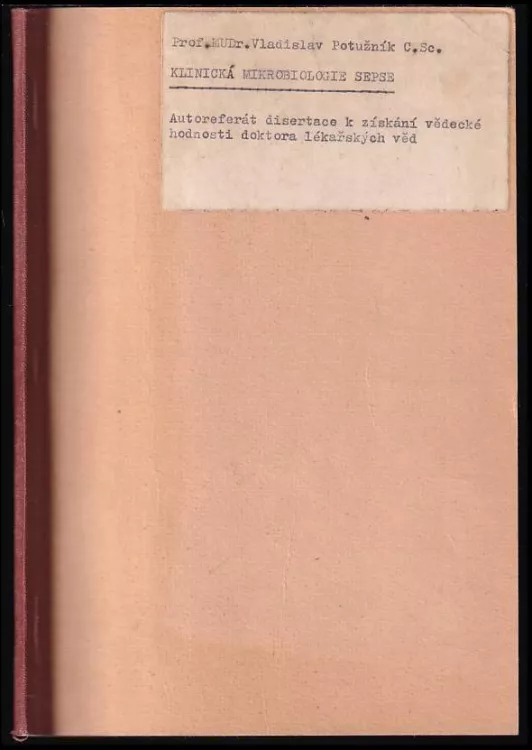 Prof.MUDr.Vladislav Potužník C.Sc.
KLINICKÁ MIKROBIOLOGIE SEPSE
Autoreferát disertace k získání vědecké
hodnosti doktora lékařských věd